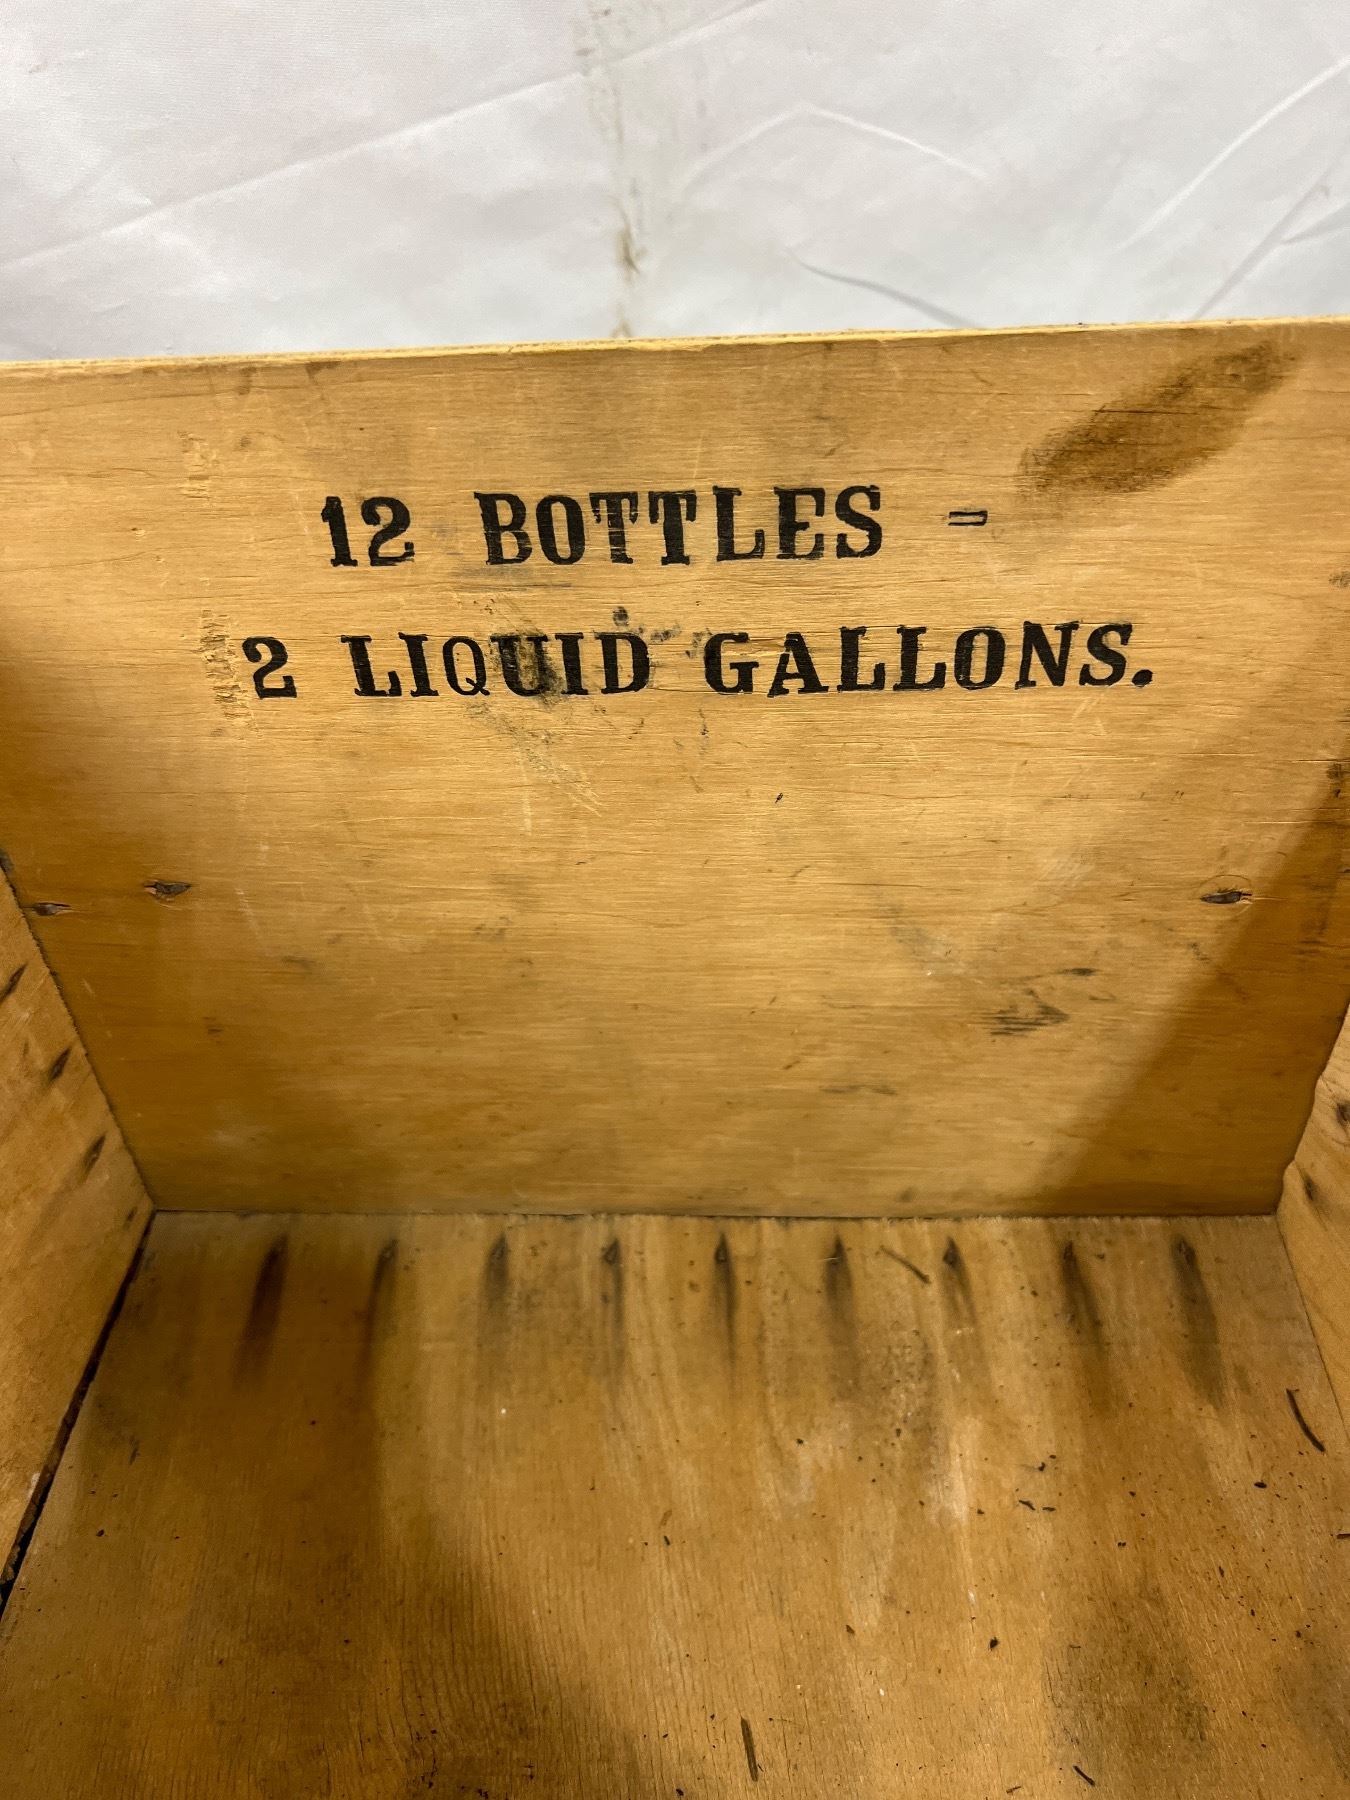 12 BOTTLES =
2 LIQUID GALLONS.